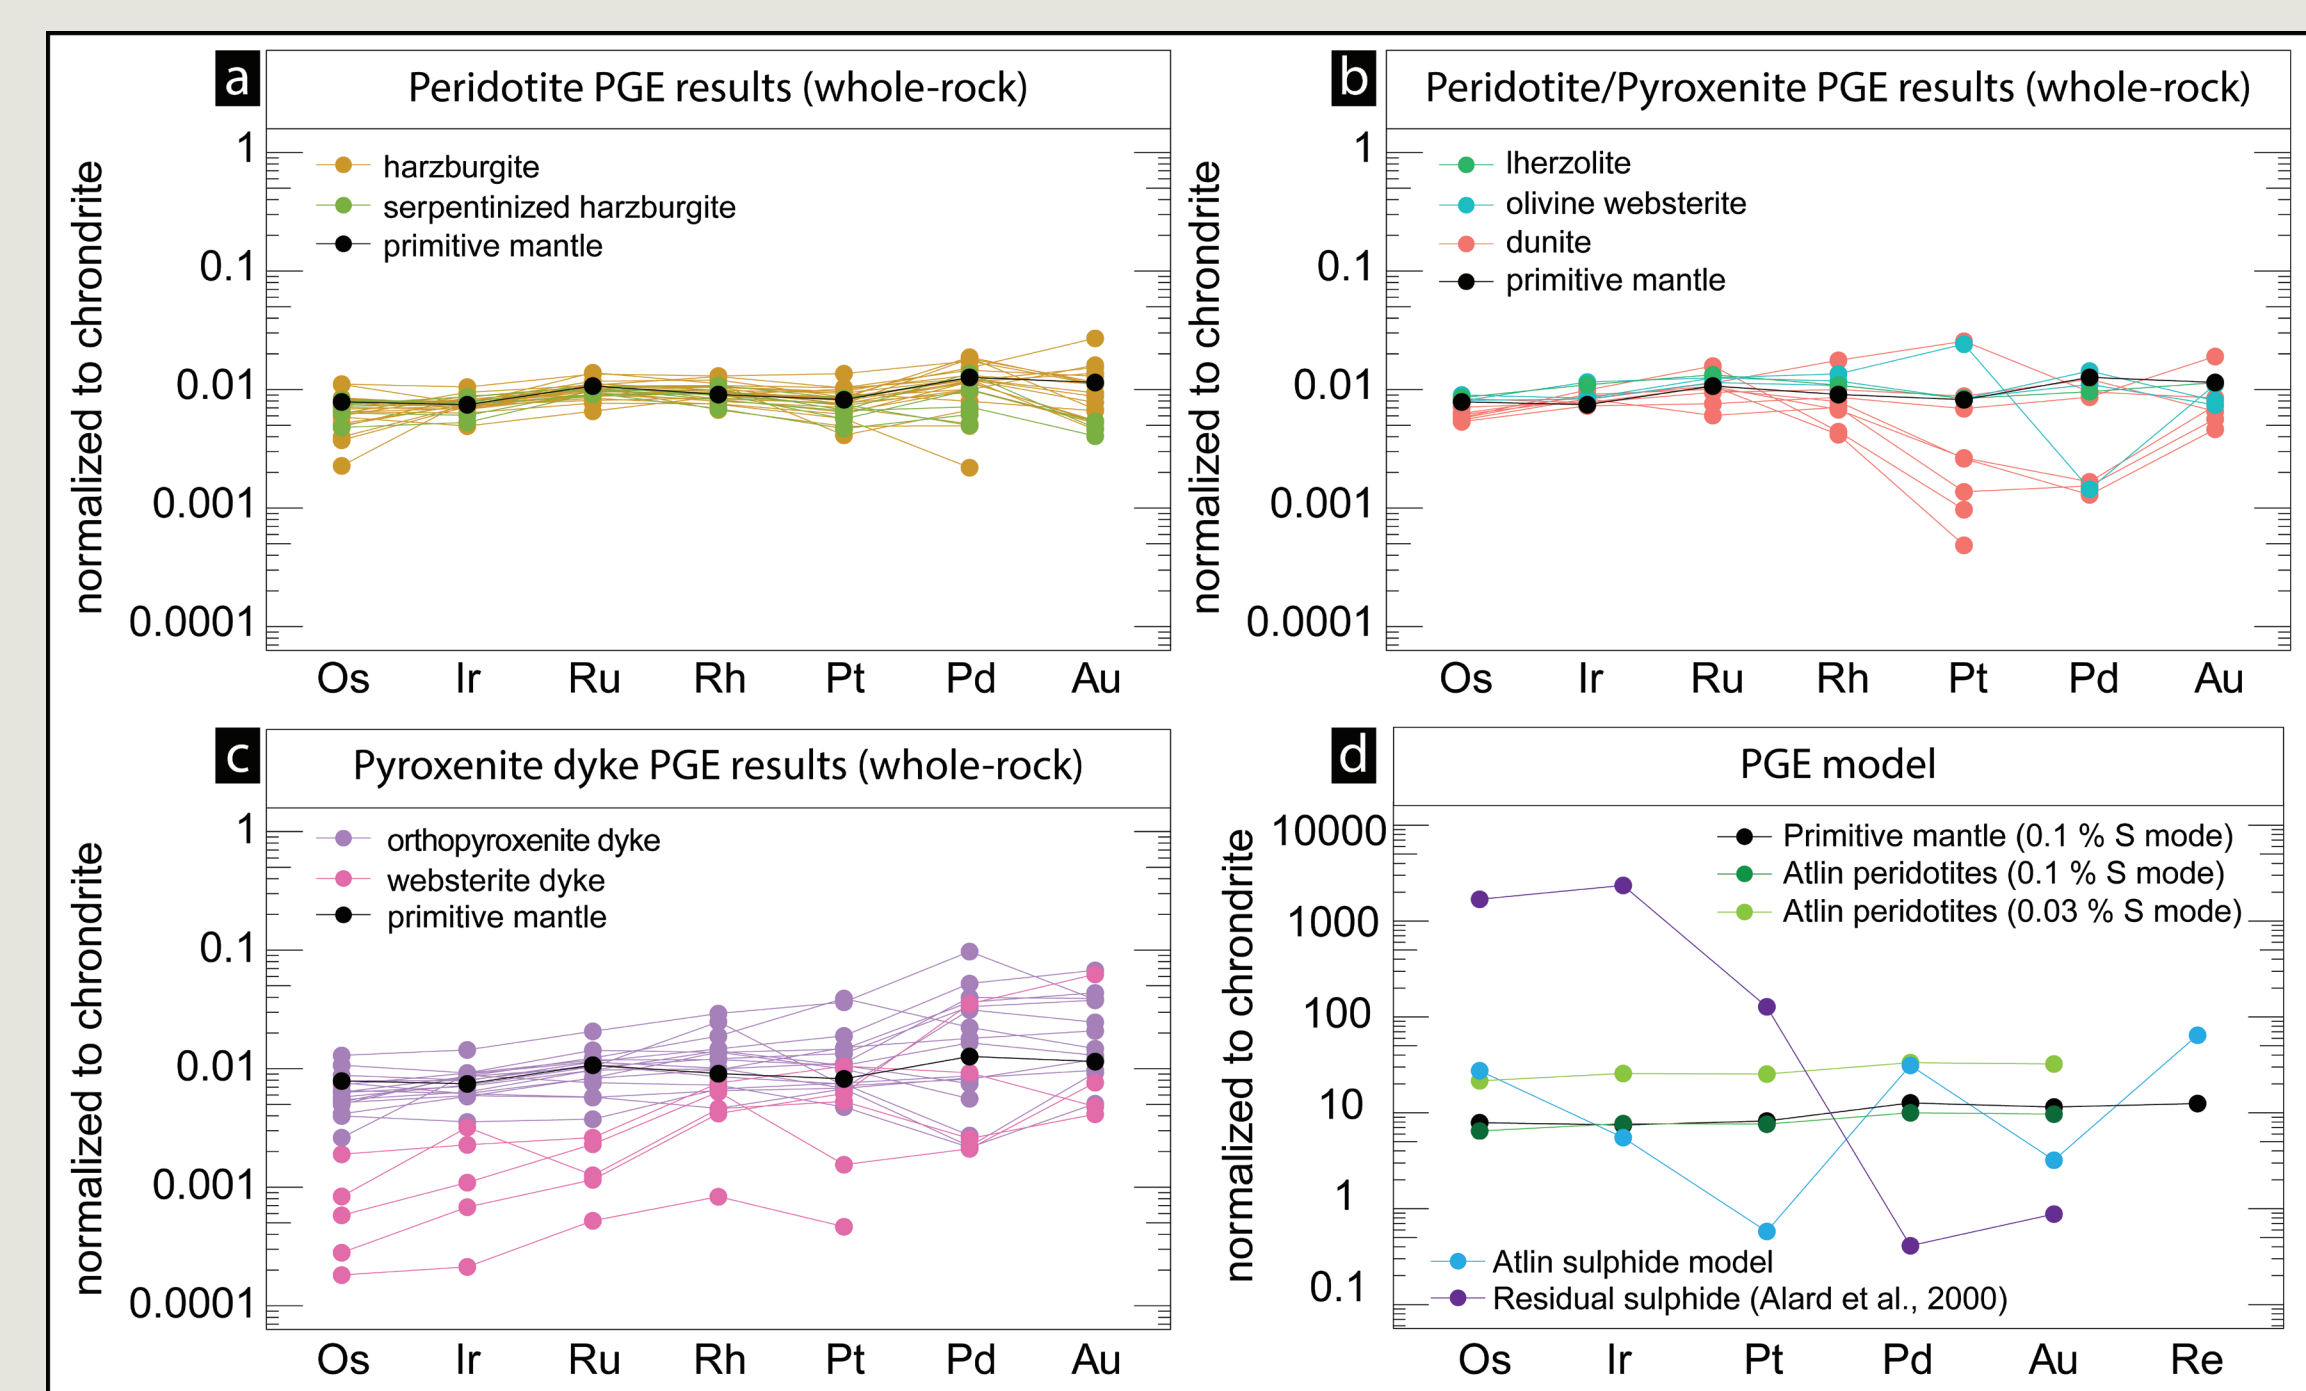 a
Peridotite PGE results (whole-rock)
normalized to chrondrite
1
0.1
0.01
0.001
0.0001
harzburgite
serpentinized harzburgite
primitive mantle
Os Ir Ru Rh Pt Pd Au
b
Peridotite/Pyroxenite PGE results (whole-rock)
normalized to chrondrite
1
0.1
0.01
0.001
0.0001
lherzolite
olivine websterite
dunite
primitive mantle
Os Ir Ru Rh Pt Pd Au
c
Pyroxenite dyke PGE results (whole-rock)
normalized to chrondrite
1
0.1
0.01
0.001
0.0001
orthopyroxenite dyke
websterite dyke
primitive mantle
Os Ir Ru Rh Pt Pd Au
d
PGE model
normalized to chrondrite
10000
1000
100
10
1
0.1
Primitive mantle (0.1 % S mode)
Atlin peridotites (0.1 % S mode)
Atlin peridotites (0.03 % S mode)
Atlin sulphide model
Residual sulphide (Alard et al., 2000)
Os Ir Pt Pd Au Re